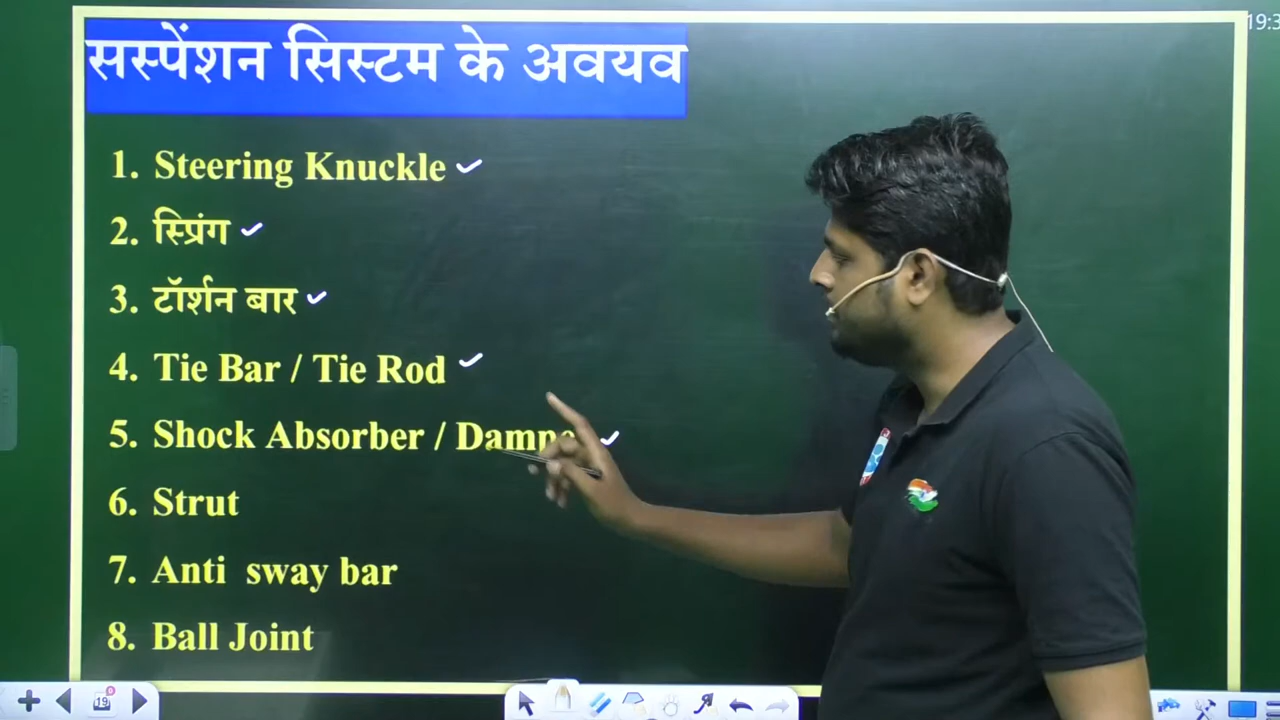 सस्पेंशन सिस्टम के अवयव
1. Steering Knuckle
2. स्प्रिंग
3. टॉर्शन बार
4. Tie Bar / Tie Rod
5. Shock Absorber /
6. Strut
7. Anti sway bar
8. Ball Joint
19